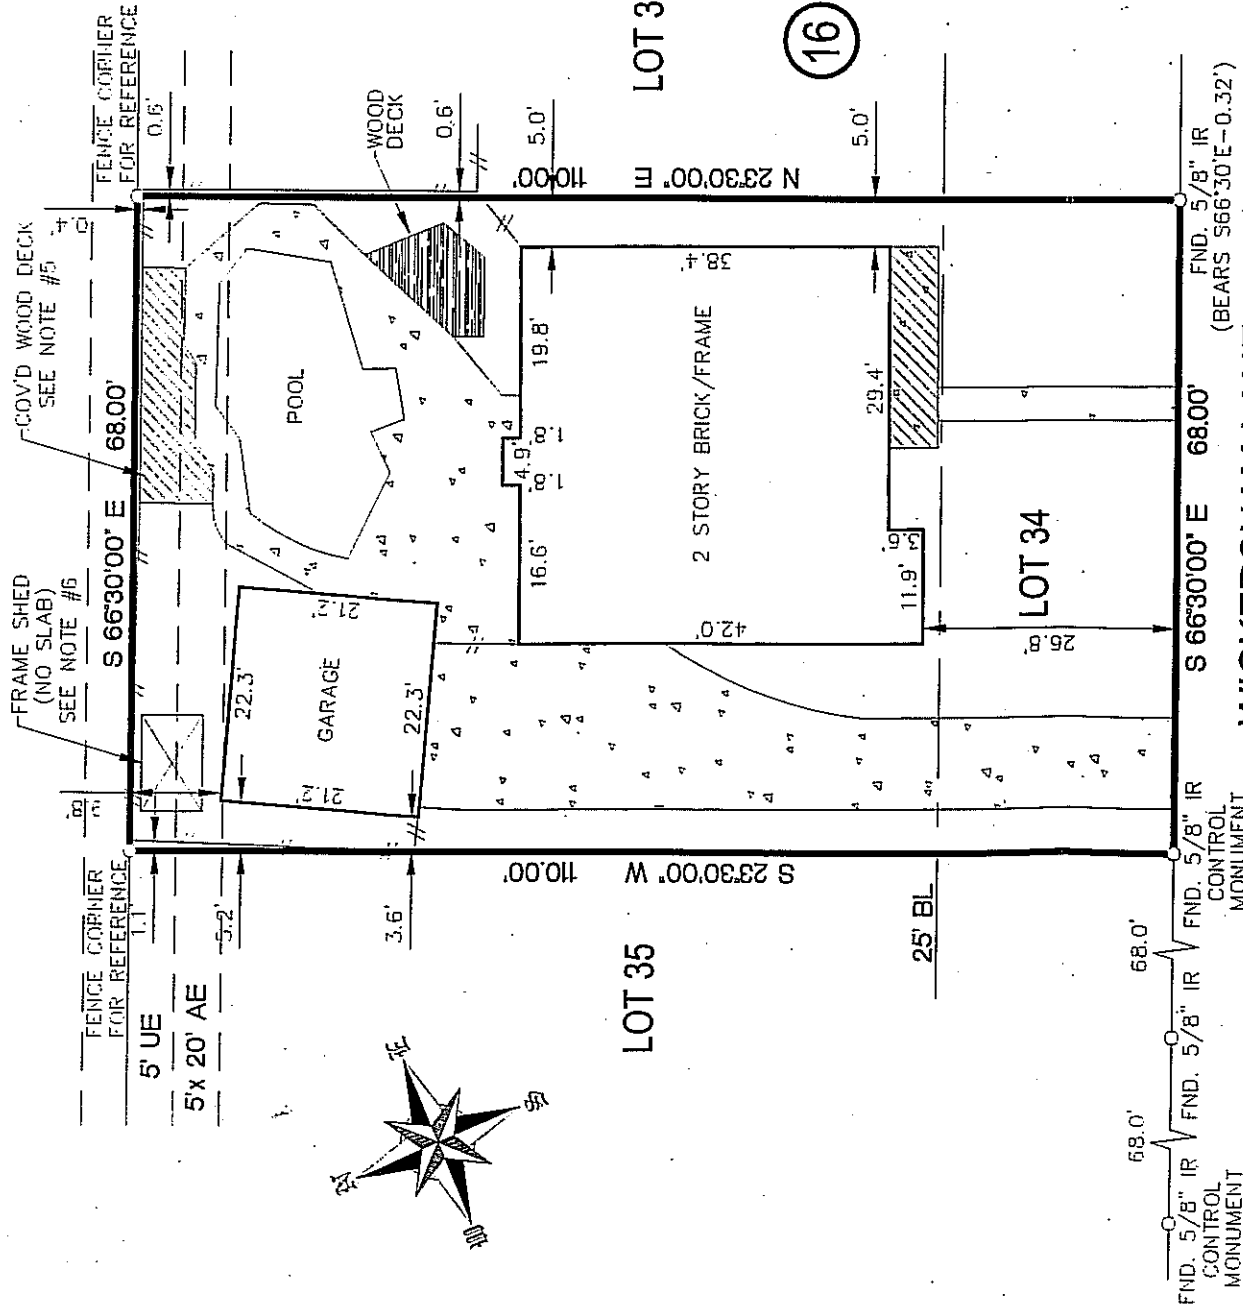 FENCE CORNER
FOR REFERENCE
0.6'
0.4'
COV'D WOOD DECK
SEE NOTE #5
FRAME SHED
(NO SLAB)
SEE NOTE #6
S 66°30'00" E 68.00'
FENCE CORNER
FOR REFERENCE
1.1'
5' UE
5'x 20' AE
LOT 3
16
WOOD
DECK
0.6'
5.0'
5.0'
N 23°30'00" E 110.00'
POOL
GARAGE
22.3'
22.3'
21.2'
21.2'
3.6'
16.6'
1.8'
4.9'
1.8'
19.8'
38.4'
2 STORY BRICK/FRAME
29.4'
3.6'
11.9'
42.0'
26.8'
LOT 34
S 23°30'00" W 110.00'
LOT 35
25' BL
S 66°30'00" E 68.00'
FND. 5/8" IR
(BEARS S66°30'E-0.32')
FND. 5/8" IR
CONTROL
MONUMENT
68.0'
FND. 5/8" IR
68.0'
FND. 5/8" IR
CONTROL
MONUMENT